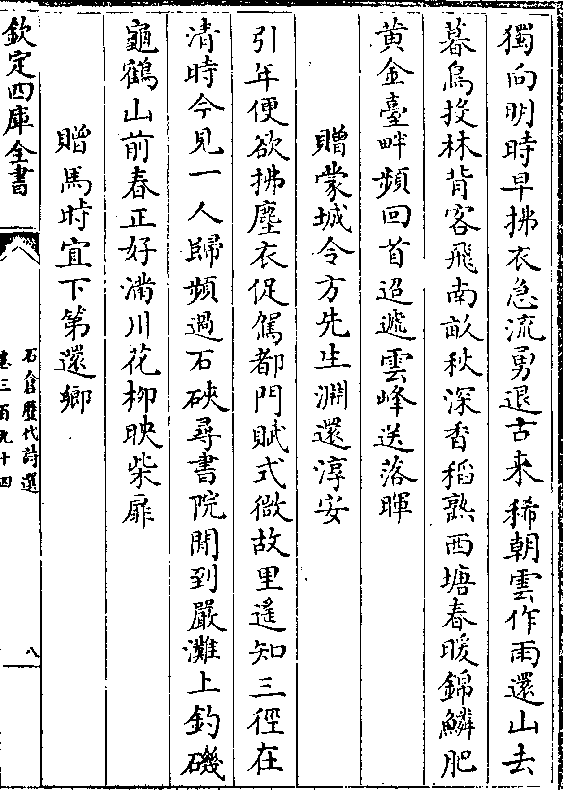 獨向明時早拂衣急流勇退古来稀朝雲作雨還山去
暮鳥投林背客飛南畝秋深香稻熟西塘春暖錦鱗肥
黄金臺畔頻回首迢遞雲峰送落暉
贈蒙城令方先生淵還淳安
引年便欲拂塵衣促駕都門賦式微故里遙知三徑在
清時今見一人歸頻過石硤尋書院閒到嚴灘上釣磯
龜鶴山前春正好滿川花柳映柴扉
贈馬時宜下第還鄉
欽定四庫全書
石倉歷代詩選
卷三百九十四
八